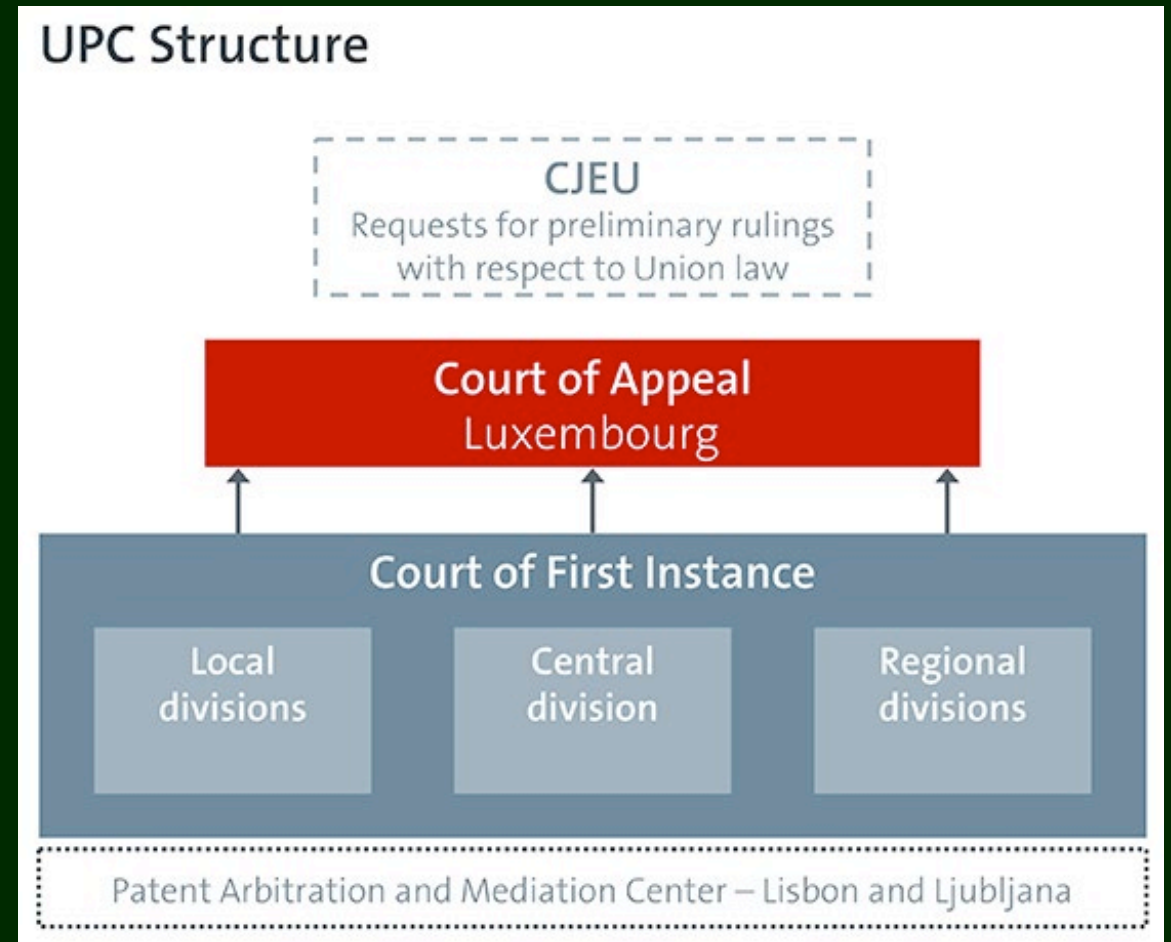 UPC Structure
CJEU
Requests for preliminary rulings
with respect to Union law
Court of Appeal
Luxembourg
Court of First Instance
Local
divisions
Central
division
Regional
divisions
Patent Arbitration and Mediation Center – Lisbon and Ljubljana